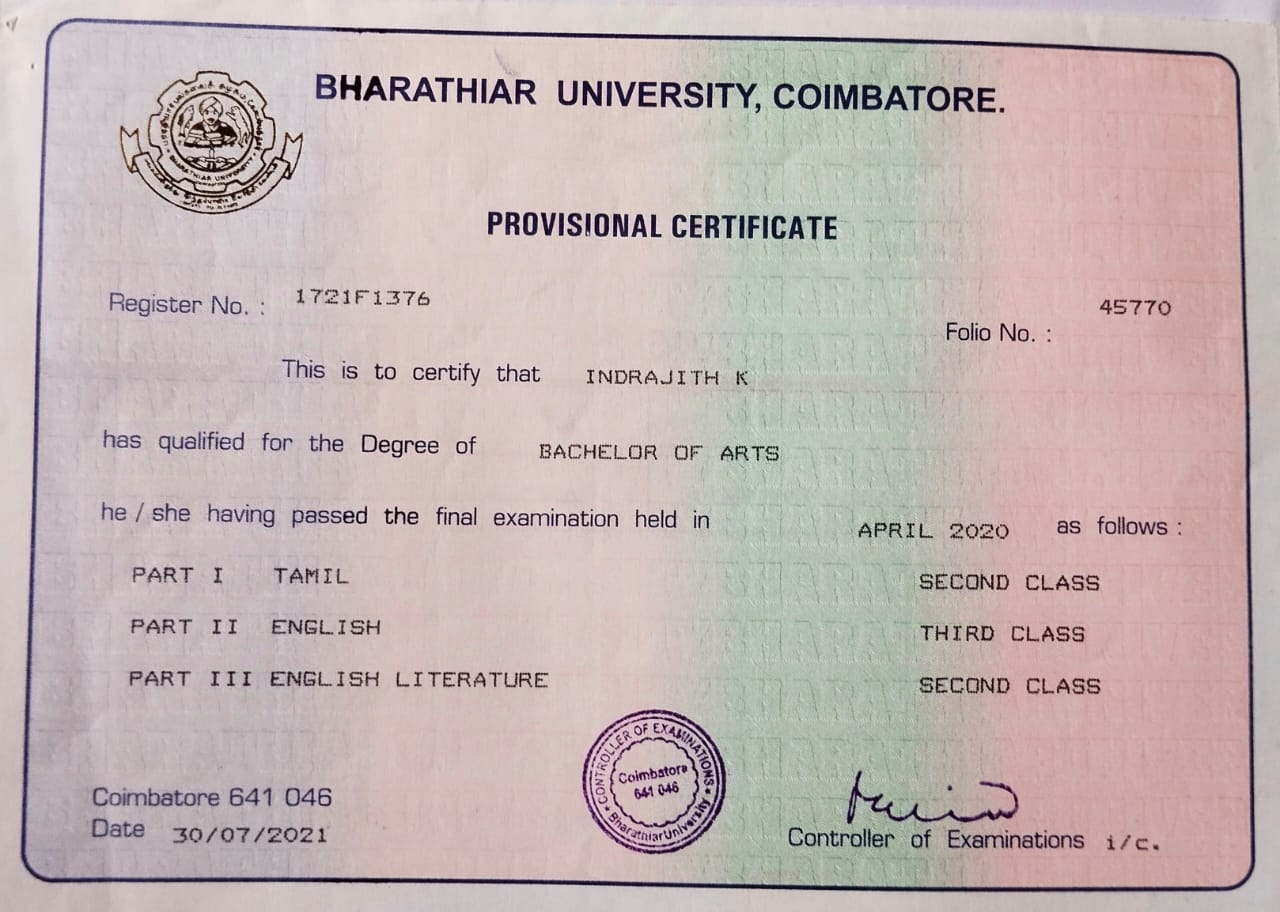 BHARATHIAR UNIVERSITY, COIMBATORE.
BHARATHIAR UNIVERSITY
PROVISIONAL CERTIFICATE
Register No. : 1721F1376
45770
Folio No. :
This is to certify that INDRAJITH K
has qualified for the Degree of BACHELOR OF ARTS
he / she having passed the final examination held in APRIL 2020 as follows :
PART I TAMIL SECOND CLASS
PART II ENGLISH THIRD CLASS
PART III ENGLISH LITERATURE SECOND CLASS
CONTROLLER OF EXAMINATIONS
Coimbatore
641 046
Bharathiar University
Coimbatore 641 046
Date 30/07/2021
Controller of Examinations i/c.